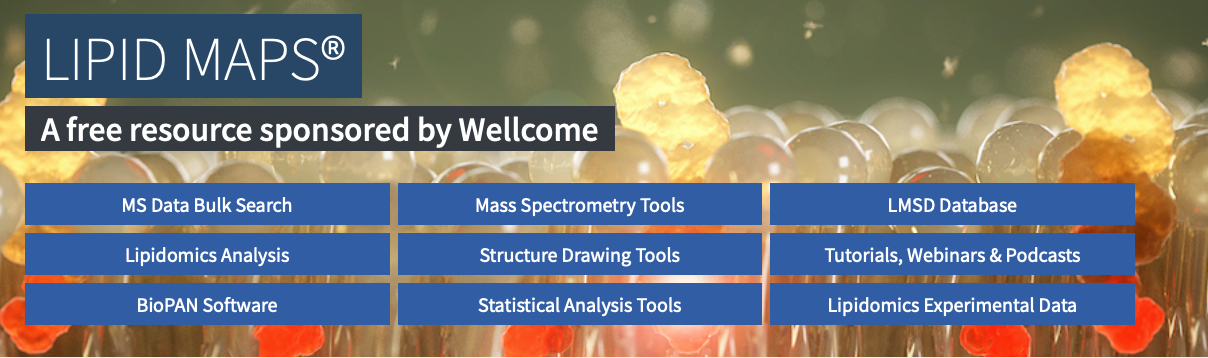 LIPID MAPS®
A free resource sponsored by Wellcome
MS Data Bulk Search
Mass Spectrometry Tools
LMSD Database
Lipidomics Analysis
Structure Drawing Tools
Tutorials, Webinars & Podcasts
BioPAN Software
Statistical Analysis Tools
Lipidomics Experimental Data